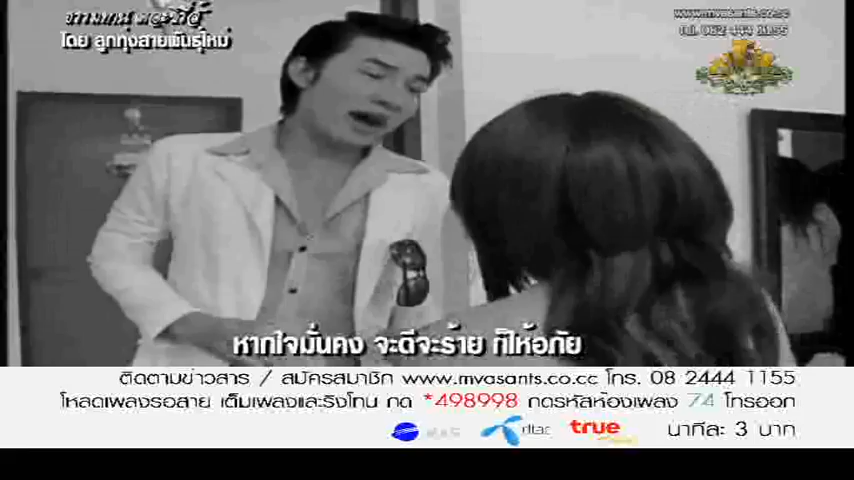 โดย ลูกทุ่งสายพันธุ์ใหม่
www.mvasants.co.cc
โทร. 082 444 1155
หากใจมั่นคง จะดีจะร้าย ก็ให้อภัย
ติดตามข่าวสาร / สมัครสมาชิก www.mvasants.co.cc โทร. 08 2444 1155
โหลดเพลงรอสาย เต็มเพลงและริงโทน กด *498998 กดรหัสห้องเพลง 74 โทรออก
dtac true นาทีละ 3 บาท